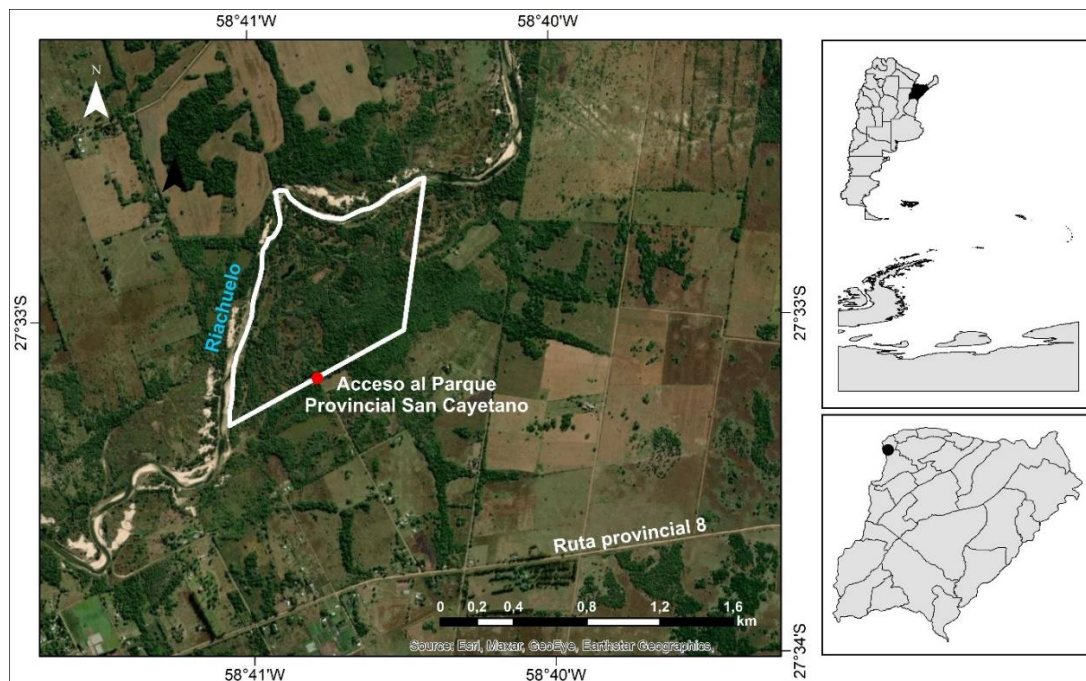 58°41'W
58°40'W
N
27°33'S
27°33'S
Riachuelo
Acceso al Parque
Provincial San Cayetano
Ruta provincial 8
0 0,2 0,4 0,8 1,2 1,6
km
Source: Esri, Maxar, GeoEye, Earthstar Geographics,
27°34'S
58°41'W
58°40'W